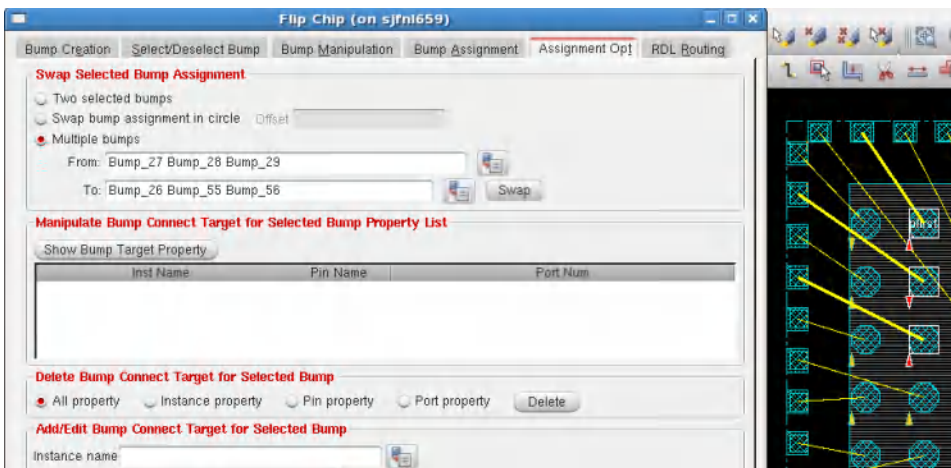 Flip Chip (on sjfnl659)
Bump Creation Select/Deselect Bump Bump Manipulation Bump Assignment Assignment Opt RDL Routing
Swap Selected Bump Assignment
Two selected bumps
Swap bump assignment in circle Offset
Multiple bumps
From: Bump_27 Bump_28 Bump_29
To: Bump_26 Bump_55 Bump_56 Swap
Manipulate Bump Connect Target for Selected Bump Property List
Show Bump Target Property
Inst Name Pin Name Port Num
Delete Bump Connect Target for Selected Bump
All property Instance property Pin property Port property Delete
Add/Edit Bump Connect Target for Selected Bump
Instance name